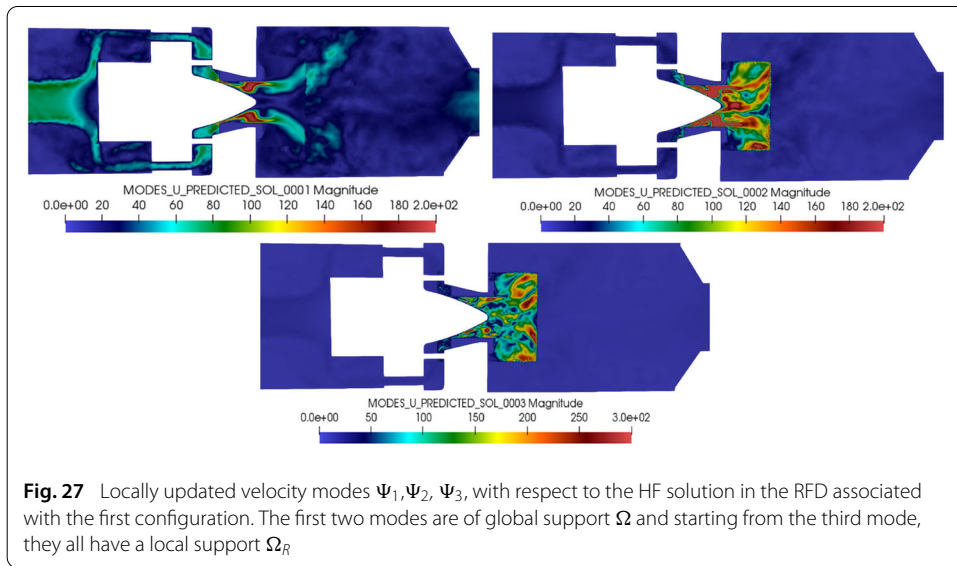 MODES_U_PREDICTED_SOL_0001 Magnitude
0.0e+00 20 40 60 80 100 120 140 160 180 2.0e+02
MODES_U_PREDICTED_SOL_0002 Magnitude
0.0e+00 20 40 60 80 100 120 140 160 2.0e+02
MODES_U_PREDICTED_SOL_0003 Magnitude
0.0e+00 50 100 150 200 250 3.0e+02
Fig. 27 Locally updated velocity modes Ψ₁,Ψ₂, Ψ₃, with respect to the HF solution in the RFD associated
with the first configuration. The first two modes are of global support Ω and starting from the third mode,
they all have a local support Ω_R